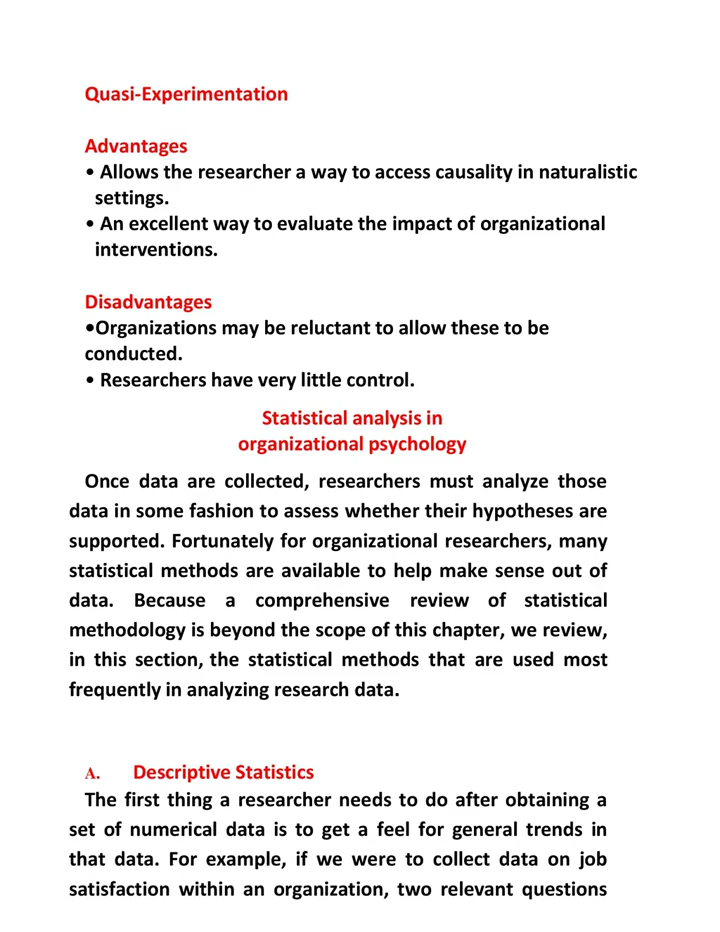 Quasi-Experimentation
Advantages
• Allows the researcher a way to access causality in naturalistic
settings.
• An excellent way to evaluate the impact of organizational
interventions.
Disadvantages
•Organizations may be reluctant to allow these to be
conducted.
• Researchers have very little control.
Statistical analysis in
organizational psychology
Once data are collected, researchers must analyze those
data in some fashion to assess whether their hypotheses are
supported. Fortunately for organizational researchers, many
statistical methods are available to help make sense out of
data. Because a comprehensive review of statistical
methodology is beyond the scope of this chapter, we review,
in this section, the statistical methods that are used most
frequently in analyzing research data.
A. Descriptive Statistics
The first thing a researcher needs to do after obtaining a
set of numerical data is to get a feel for general trends in
that data. For example, if we were to collect data on job
satisfaction within an organization, two relevant questions